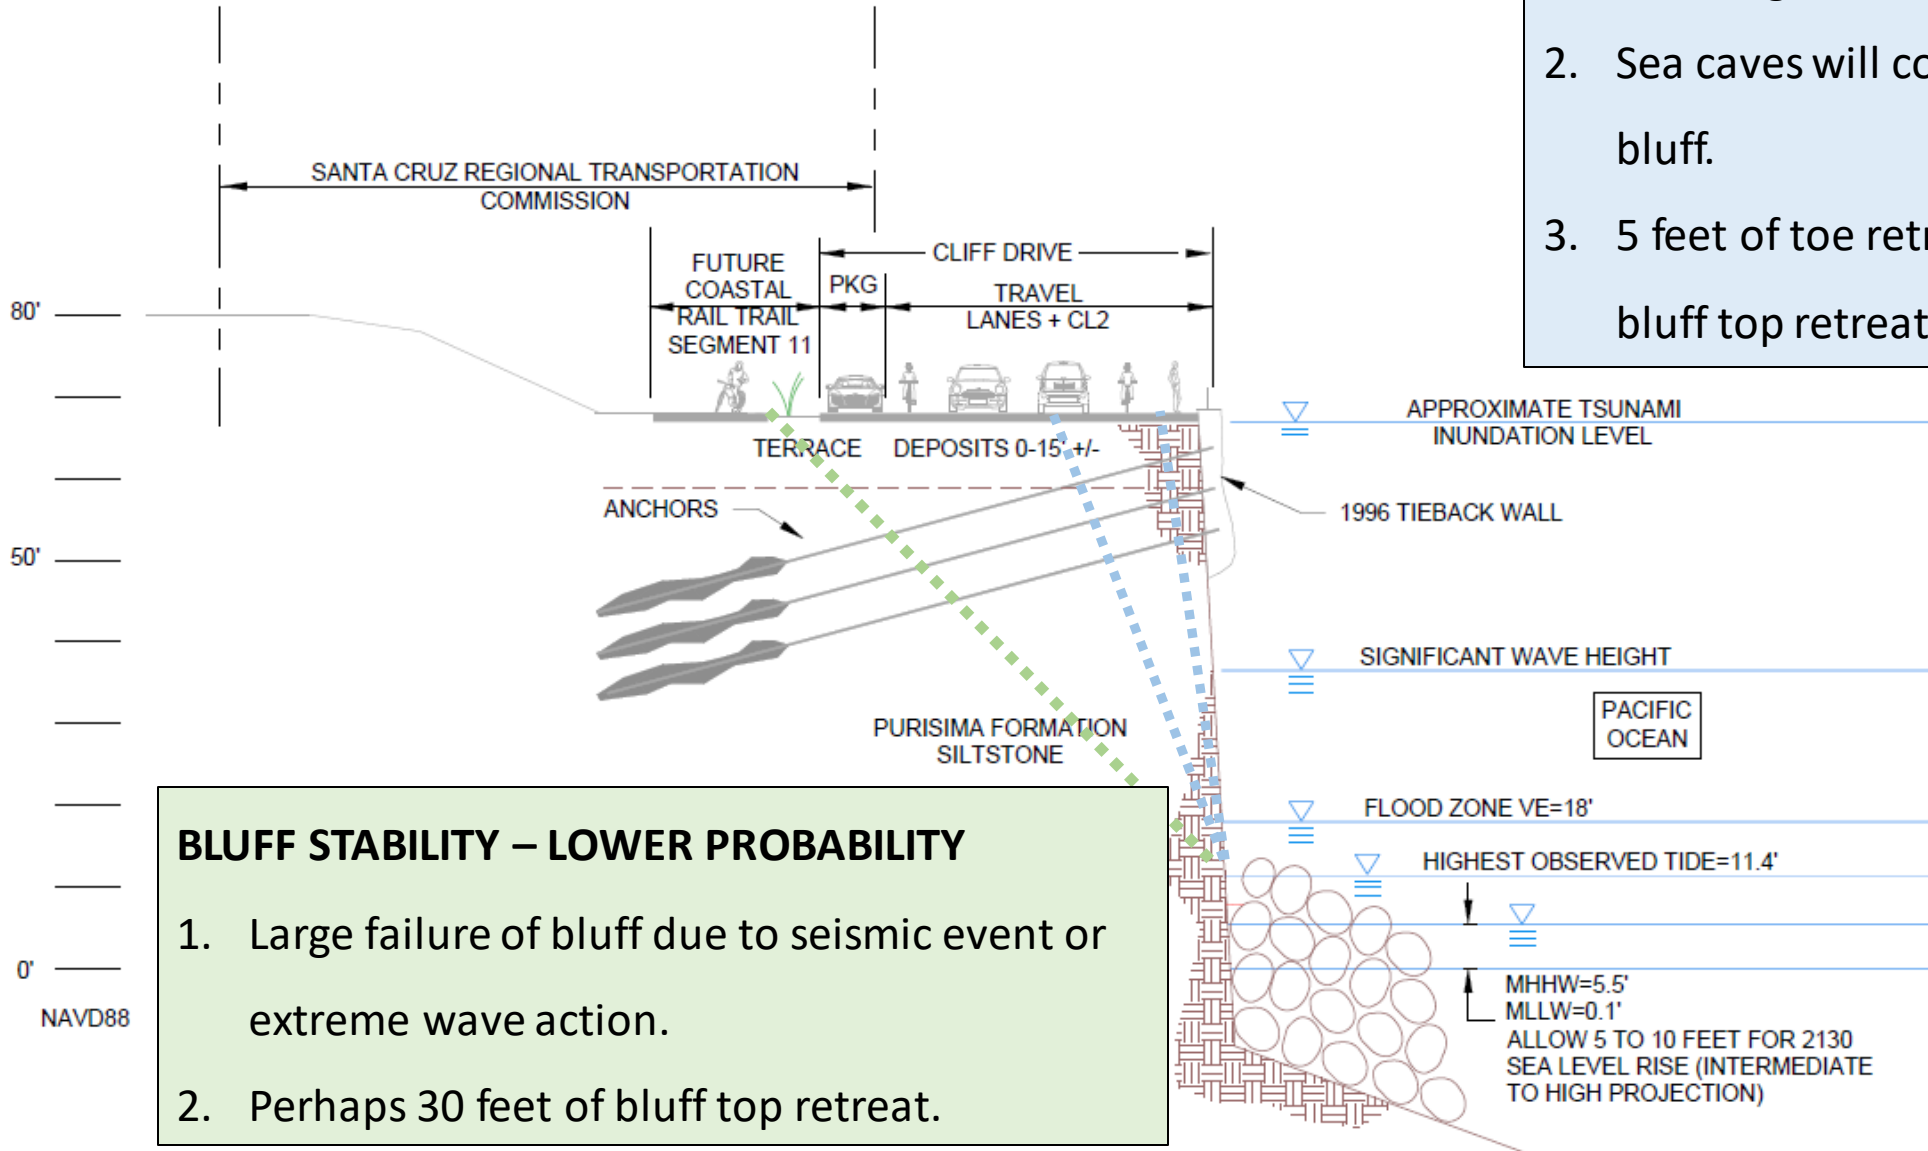 2. Sea caves will
bluff.
3. 5 feet of toe
bluff top retreat
SANTA CRUZ REGIONAL TRANSPORTATION
COMMISSION
CLIFF DRIVE
FUTURE
COASTAL
RAIL TRAIL
SEGMENT 11
PKG
TRAVEL
LANES + CL2
80'
APPROXIMATE TSUNAMI
INUNDATION LEVEL
TERRACE DEPOSITS 0-15' +/-
ANCHORS
1996 TIEBACK WALL
50'
SIGNIFICANT WAVE HEIGHT
PACIFIC
OCEAN
PURISIMA FORMATION
SILTSTONE
FLOOD ZONE VE=18'
HIGHEST OBSERVED TIDE=11.4'
BLUFF STABILITY – LOWER PROBABILITY
1. Large failure of bluff due to seismic event or
extreme wave action.
2. Perhaps 30 feet of bluff top retreat.
0'
NAVD88
MHHW=5.5'
MLLW=0.1'
ALLOW 5 TO 10 FEET FOR 2130
SEA LEVEL RISE (INTERMEDIATE
TO HIGH PROJECTION)